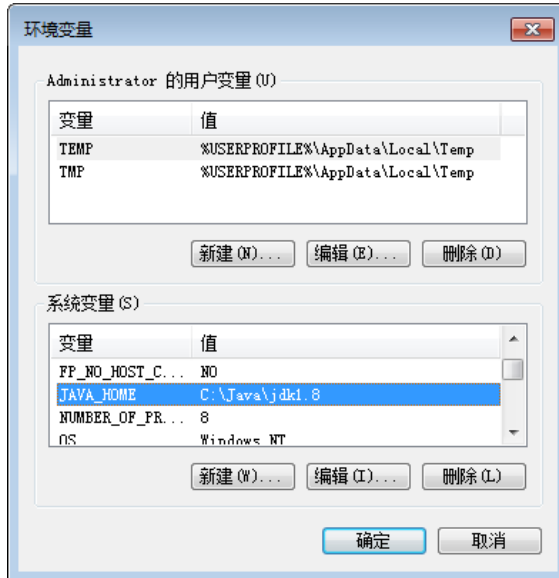 环境变量
Administrator 的用户变量(U)
变量 值
TEMP %USERPROFILE%\AppData\Local\Temp
TMP %USERPROFILE%\AppData\Local\Temp
新建(N)... 编辑(E)... 删除(D)
系统变量(S)
变量 值
FP_NO_HOST_C... NO
JAVA_HOME C:\Java\jdk1.8
NUMBER_OF_PR... 8
OS Windows_NT
新建(W)... 编辑(I)... 删除(L)
确定 取消